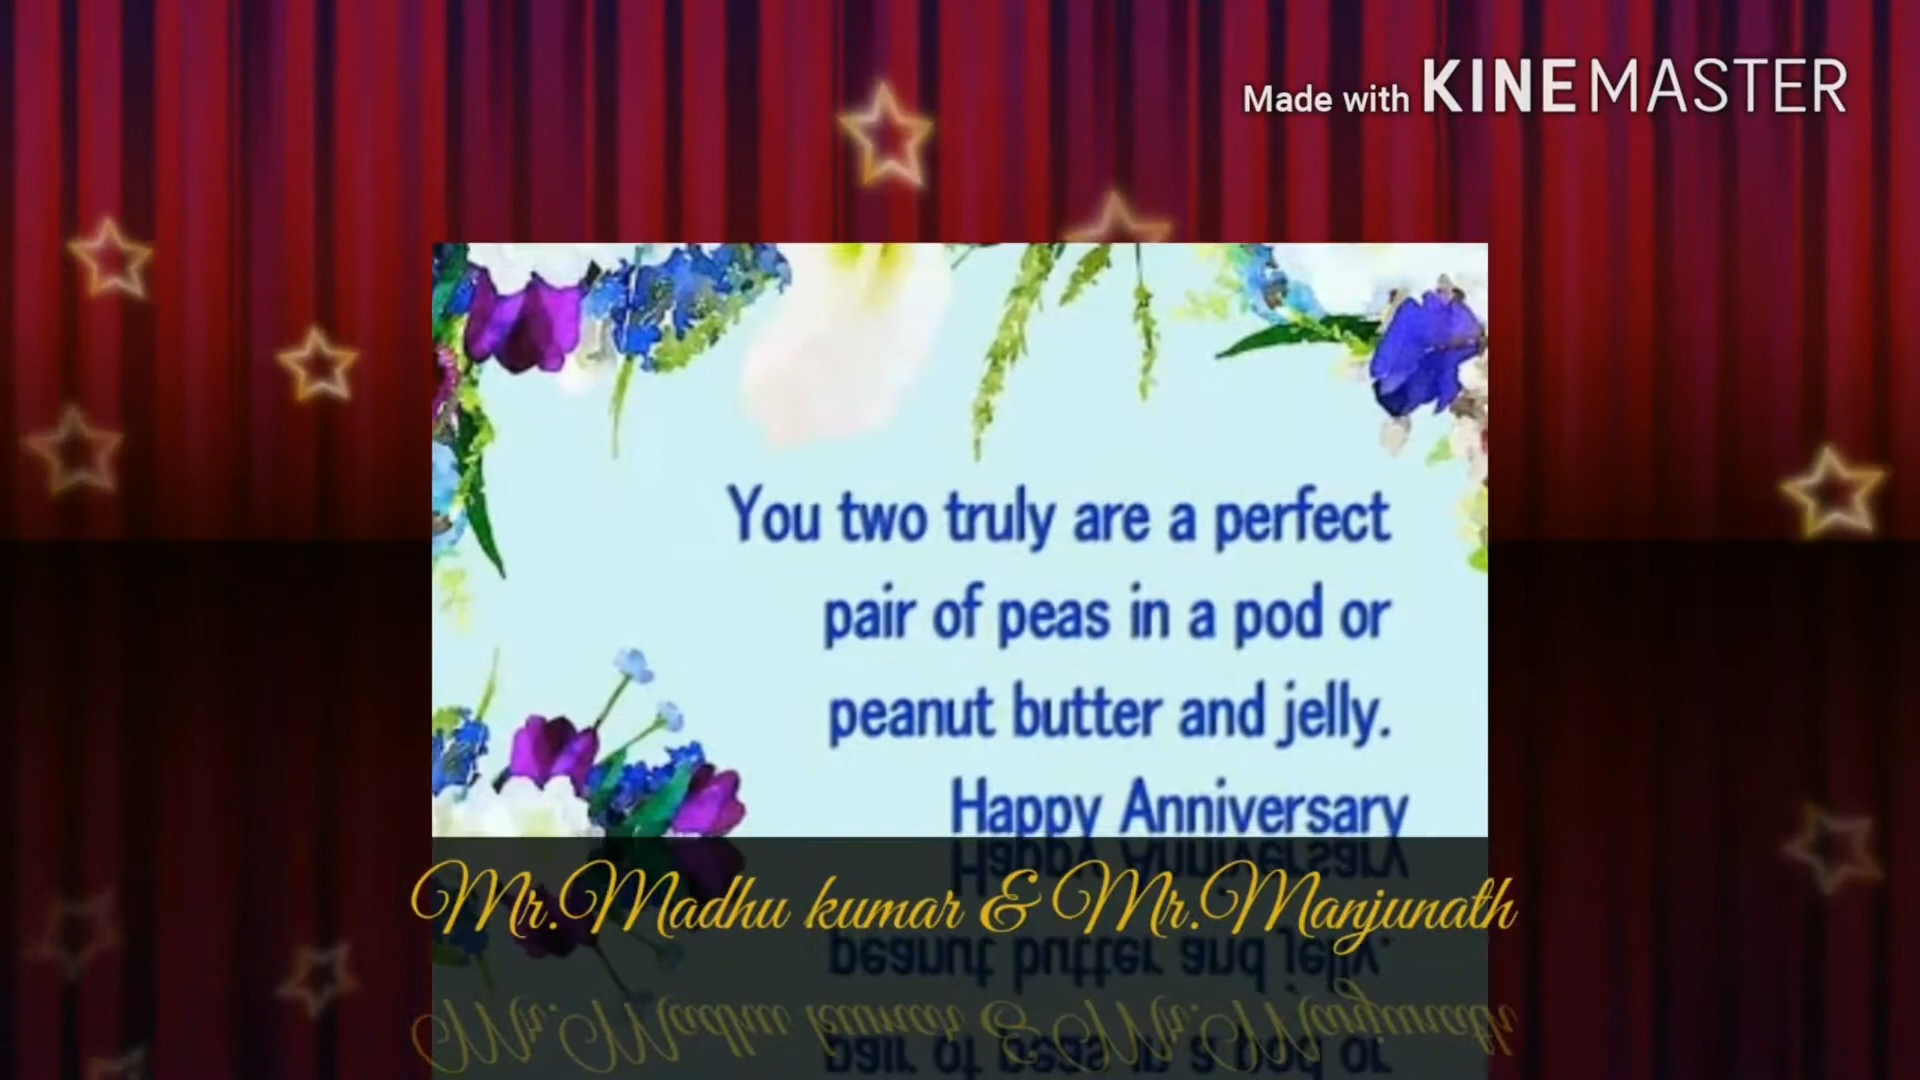 Made with KINEMASTER
You two truly are a perfect
pair of peas in a pod or
peanut butter and jelly.
Happy Anniversary
Mr.Madhu kumar & Mr.Manjunath